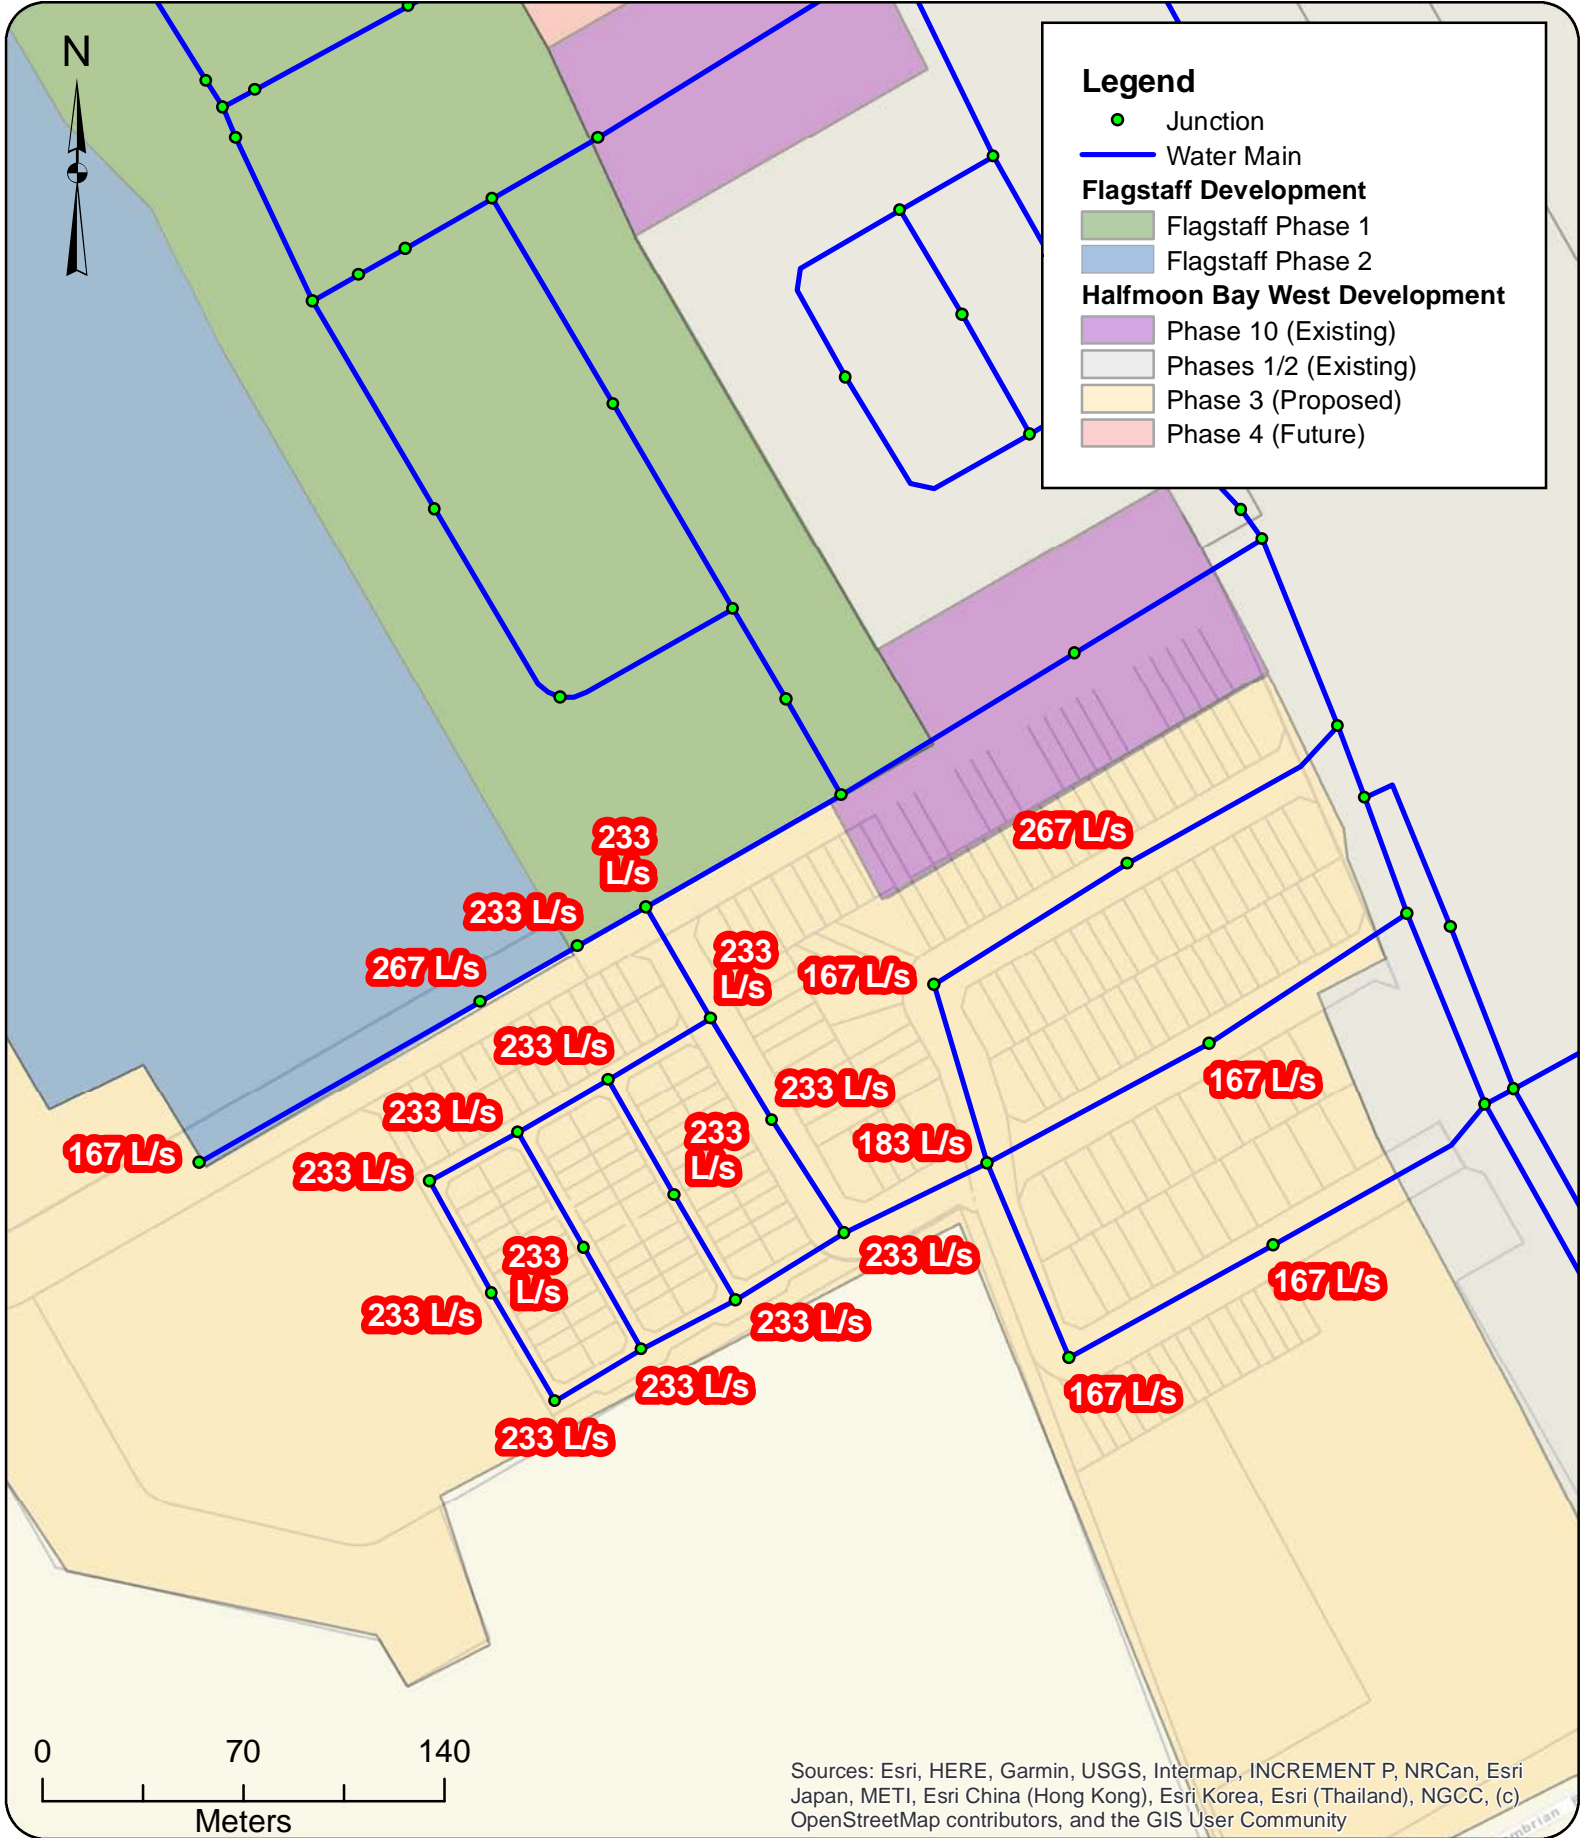 N
Legend
Junction
Water Main
Flagstaff Development
Flagstaff Phase 1
Flagstaff Phase 2
Halfmoon Bay West Development
Phase 10 (Existing)
Phases 1/2 (Existing)
Phase 3 (Proposed)
Phase 4 (Future)
267 L/s
233
L/s
233 L/s
267 L/s
233
L/s
167 L/s
233 L/s
167 L/s
233 L/s
233 L/s
233
L/s
183 L/s
167 L/s
233 L/s
233
L/s
233 L/s
167 L/s
233 L/s
233 L/s
233 L/s
167 L/s
233 L/s
0 70 140
Meters
Sources: Esri, HERE, Garmin, USGS, Intermap, INCREMENT P, NRCan, Esri
Japan, METI, Esri China (Hong Kong), Esri Korea, Esri (Thailand), NGCC, (c)
OpenStreetMap contributors, and the GIS User Community